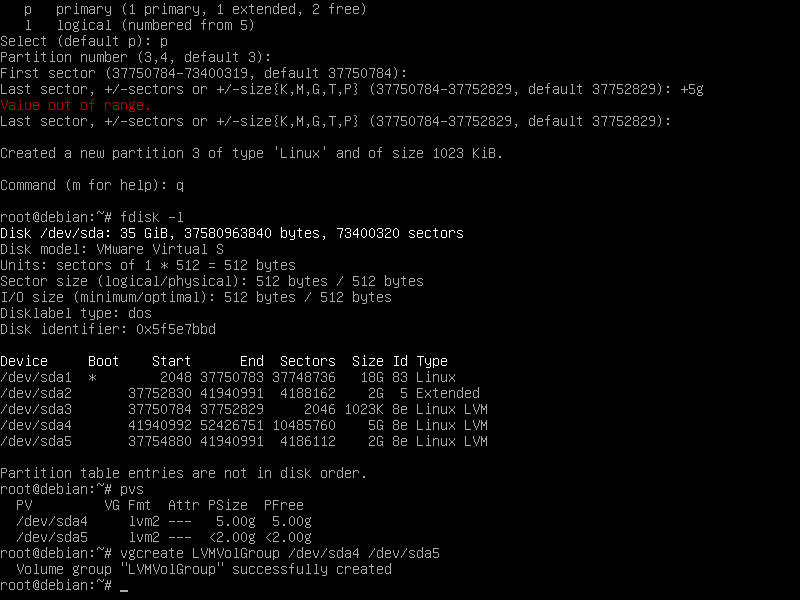 p   primary (1 primary, 1 extended, 2 free)
   l   logical (numbered from 5)
Select (default p): p
Partition number (3,4, default 3):
First sector (37750784-73400319, default 37750784):
Last sector, +/-sectors or +/-size{K,M,G,T,P} (37750784-37752829, default 37752829): +5g
Value out of range.
Last sector, +/-sectors or +/-size{K,M,G,T,P} (37750784-37752829, default 37752829):

Created a new partition 3 of type 'Linux' and of size 1023 KiB.

Command (m for help): q

root@debian:~# fdisk -l
Disk /dev/sda: 35 GiB, 37580963840 bytes, 73400320 sectors
Disk model: VMware Virtual S
Units: sectors of 1 * 512 = 512 bytes
Sector size (logical/physical): 512 bytes / 512 bytes
I/O size (minimum/optimal): 512 bytes / 512 bytes
Disklabel type: dos
Disk identifier: 0x5f5e7bbd

Device     Boot    Start      End  Sectors  Size Id Type
/dev/sda1  *        2048 37750783 37748736   18G 83 Linux
/dev/sda2       37752830 41940991  4188162    2G  5 Extended
/dev/sda3       37750784 37752829     2046 1023K 8e Linux LVM
/dev/sda4       41940992 52426751 10485760    5G 8e Linux LVM
/dev/sda5       37754880 41940991  4186112    2G 8e Linux LVM

Partition table entries are not in disk order.
root@debian:~# pvs
  PV         VG Fmt  Attr PSize  PFree
  /dev/sda4     lvm2 ---   5.00g  5.00g
  /dev/sda5     lvm2 ---  <2.00g <2.00g
root@debian:~# vgcreate LVMVolGroup /dev/sda4 /dev/sda5
  Volume group "LVMVolGroup" successfully created
root@debian:~# _